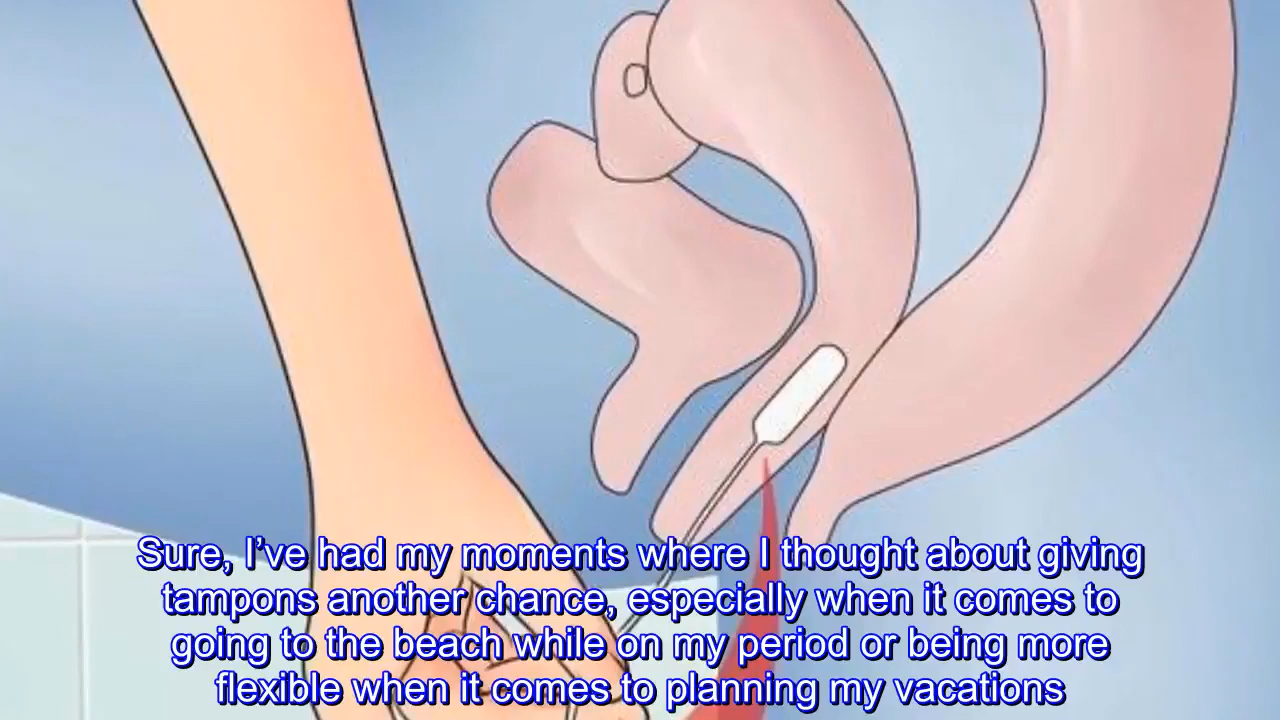 Sure, I’ve had my moments where I thought about giving
tampons another chance, especially when it comes to
going to the beach while on my period or being more
flexible when it comes to planning my vacations